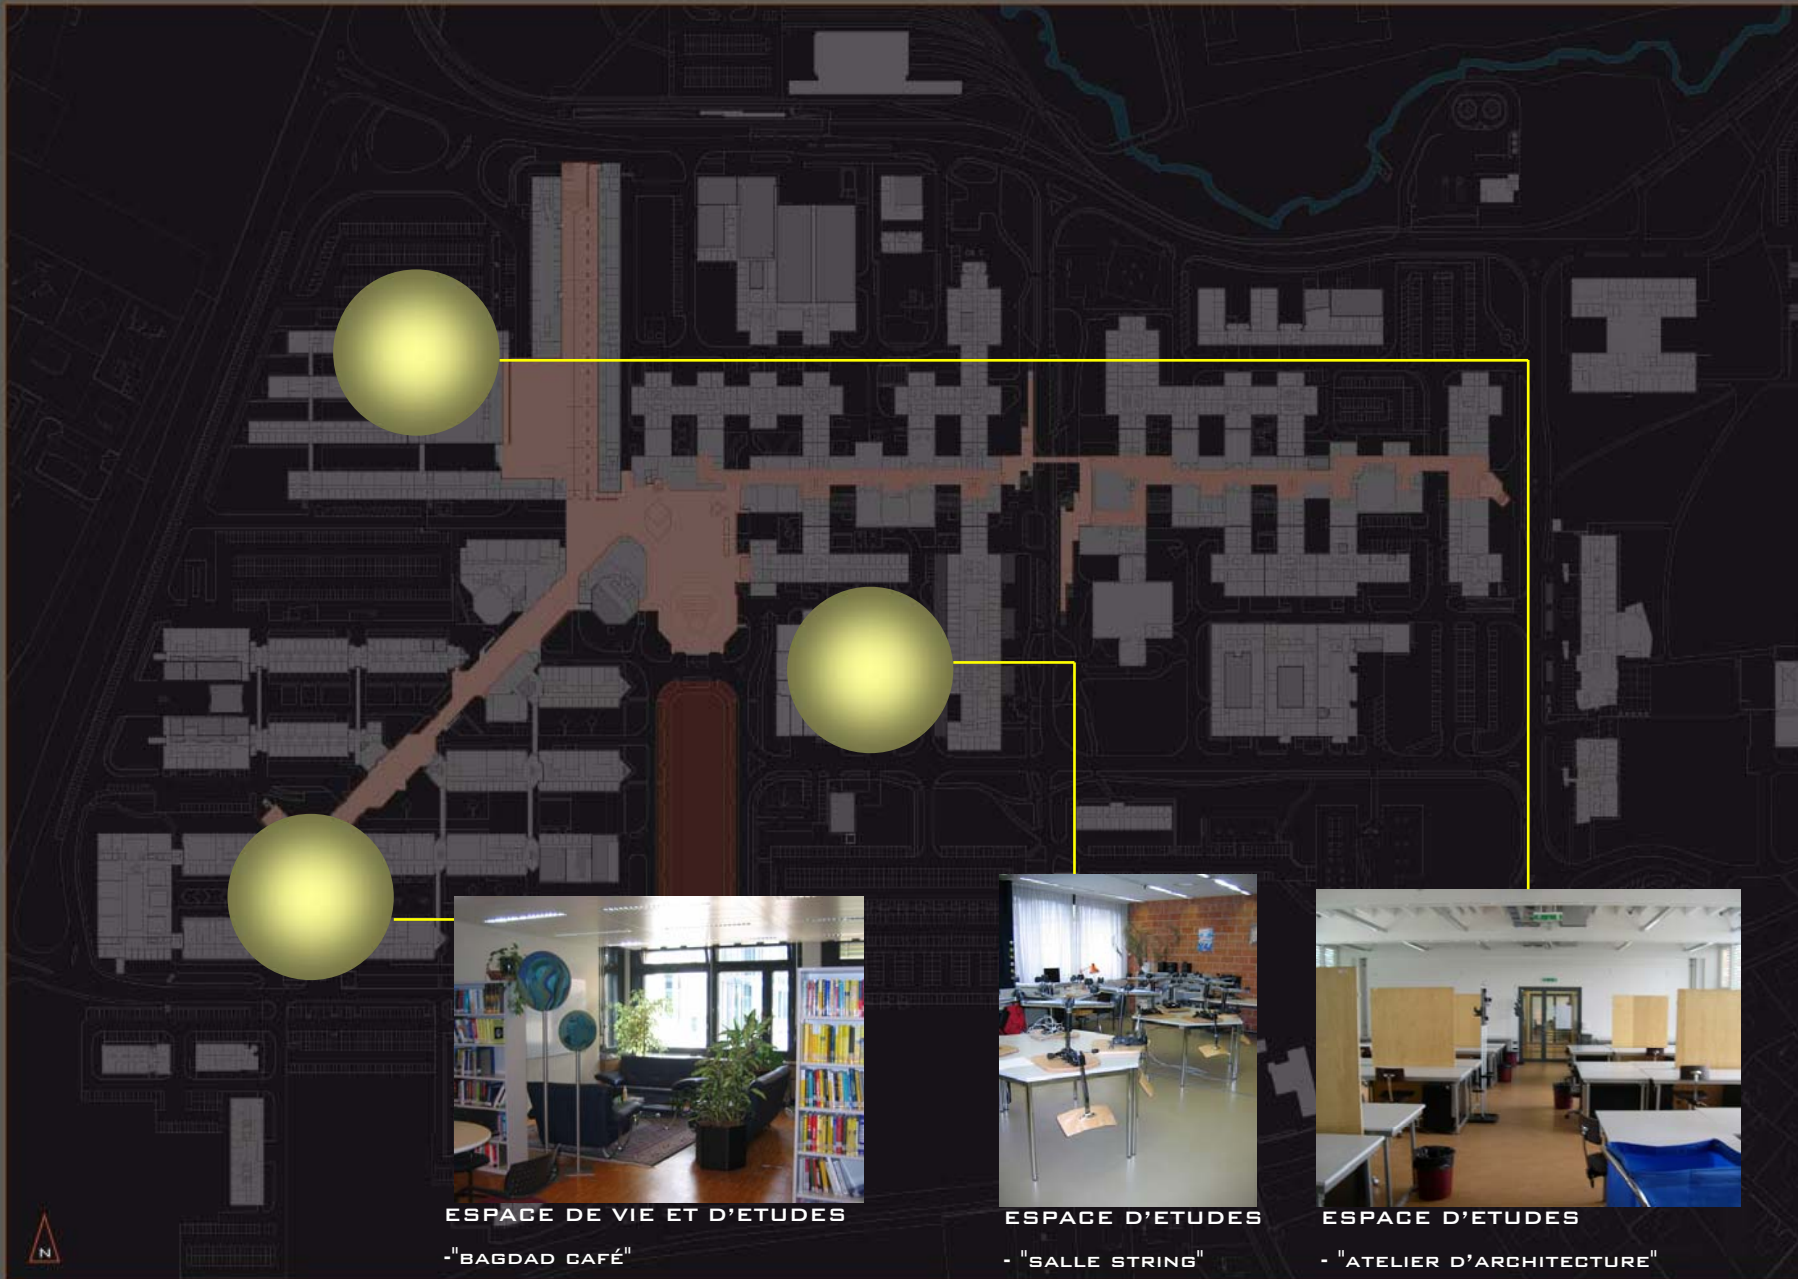 ESPACE DE VIE ET D'ETUDES
-"BAGDAD CAFÉ"
ESPACE D'ETUDES
- "SALLE STRING"
ESPACE D'ETUDES
- "ATELIER D'ARCHITECTURE"
N